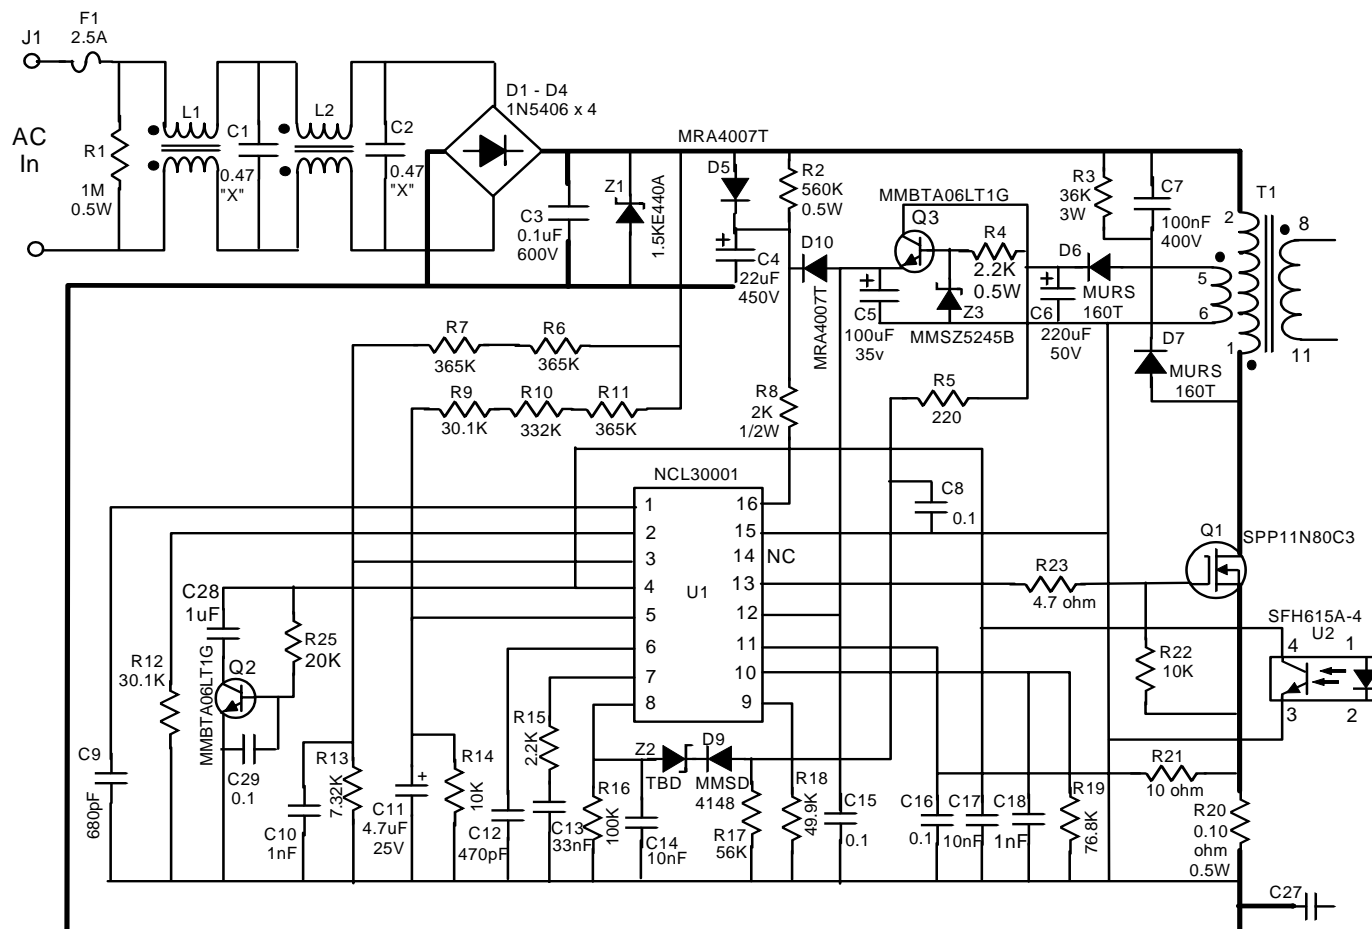 F1
2.5A
J1
AC
In
R1
1M
0.5W
L1
C1
0.47
"X"
L2
C2
0.47
"X"
D1 - D4
1N5406 x 4
C3
0.1uF
600V
Z1
1.5KE440A
MRA4007T
D5
C4
22uF
450V
R2
560K
0.5W
D10
MRA4007T
MMBTA06LT1G
Q3
R4
2.2K
0.5W
C5
100uF
35v
Z3
MMSZ5245B
C6
220uF
50V
D6
MURS
160T
R3
36K
3W
C7
100nF
400V
D7
MURS
160T
T1
2
8
5
6
1
11
R7
365K
R6
365K
R9
30.1K
R10
332K
R11
365K
R8
2K
1/2W
R5
220
C8
0.1
NCL30001
U1
1
2
3
4
5
6
7
8
16
15
14
13
12
11
10
9
NC
R23
4.7 ohm
Q1
SPP11N80C3
SFH615A-4
U2
4
1
3
2
R22
10K
R21
10 ohm
R20
0.10
ohm
0.5W
C27
C28
1uF
R25
20K
Q2
MMBTA06LT1G
R12
30.1K
C29
0.1
C9
680pF
C10
1nF
R13
7.32K
C11
4.7uF
25V
R14
10K
C12
470pF
R15
2.2K
C13
33nF
R16
100K
Z2
TBD
D9
MMSD
4148
C14
10nF
R17
56K
R18
49.9K
C15
0.1
C16
0.1
C17
10nF
C18
1nF
R19
76.8K